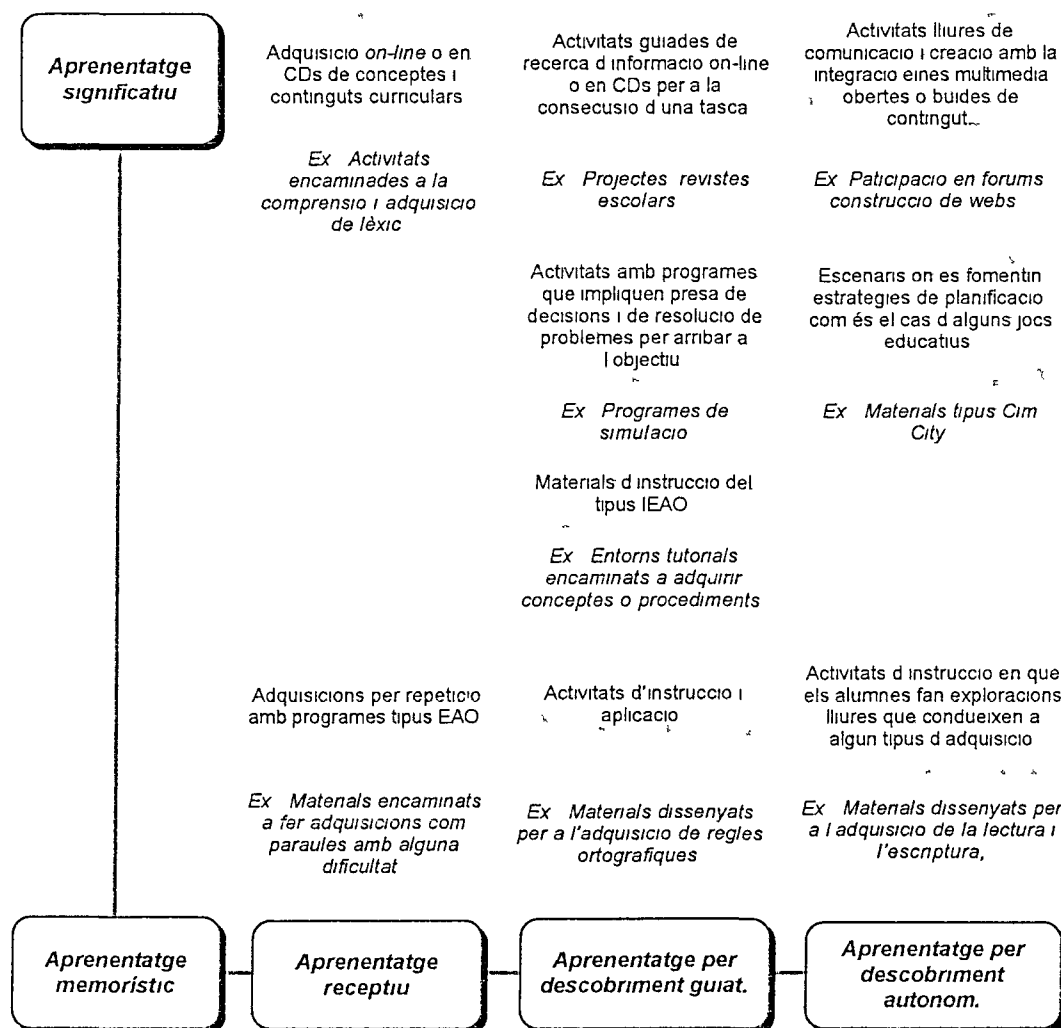 Aprenentatge
significatiu
Adquisicio on-line o en
CDs de conceptes i
continguts curriculars
Ex Activitats
encaminades a la
comprensio i adquisicio
de lèxic
Activitats guiades de
recerca d informacio on-line
o en CDs per a la
consecusio d una tasca
Ex Projectes revistes
escolars
Activitats lliures de
comunicacio i creacio amb la
integracio eines multimedia
obertes o buides de
contingut
Ex Paticipacio en forums
construccio de webs
Activitats amb programes
que impliquen presa de
decisions i de resolucio de
problemes per arribar a
l objectiu
Ex Programes de
simulacio
Escenaris on es fomentin
estrategies de planificacio
com és el cas d alguns jocs
educatius
Ex Materials tipus Cim
City
Materials d instruccio del
tipus IEAO
Ex Entorns tutorials
encaminats a adquirir
conceptes o procediments
Adquisicions per repeticio
amb programes tipus EAO
Ex Materials encaminats
a fer adquisicions com
paraules amb alguna
dificultat
Activitats d'instruccio i
aplicacio
Ex Materials dissenyats
per a l'adquisicio de regles
ortografiques
Activitats d instruccio en que
els alumnes fan exploracions
lliures que condueixen a
algun tipus d adquisicio
Ex Materials dissenyats per
a l adquisicio de la lectura i
l'escriptura,
Aprenentatge
memorístic
Aprenentatge
receptiu
Aprenentatge per
descobriment guiat.
Aprenentatge per
descobriment
autonom.